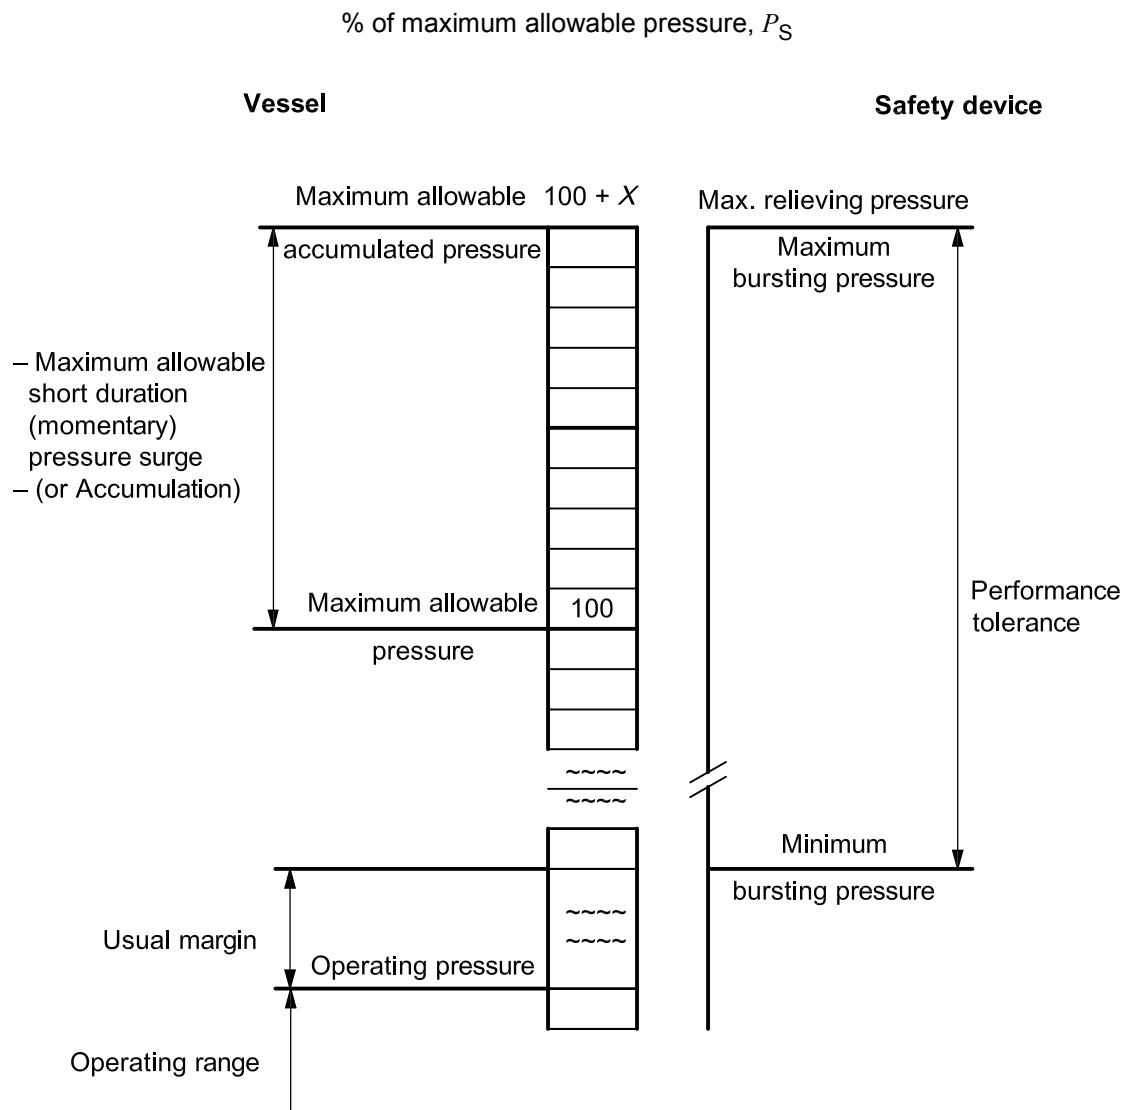 % of maximum allowable pressure, PS
Vessel
Safety device
Maximum allowable
100 + X
Max. relieving pressure
accumulated pressure
Maximum
bursting pressure
– Maximum allowable
short duration
(momentary)
pressure surge
– (or Accumulation)
Maximum allowable
100
pressure
Performance
tolerance
~~~~
~~~~
Minimum
bursting pressure
~~~~
~~~~
Usual margin
Operating pressure
Operating range